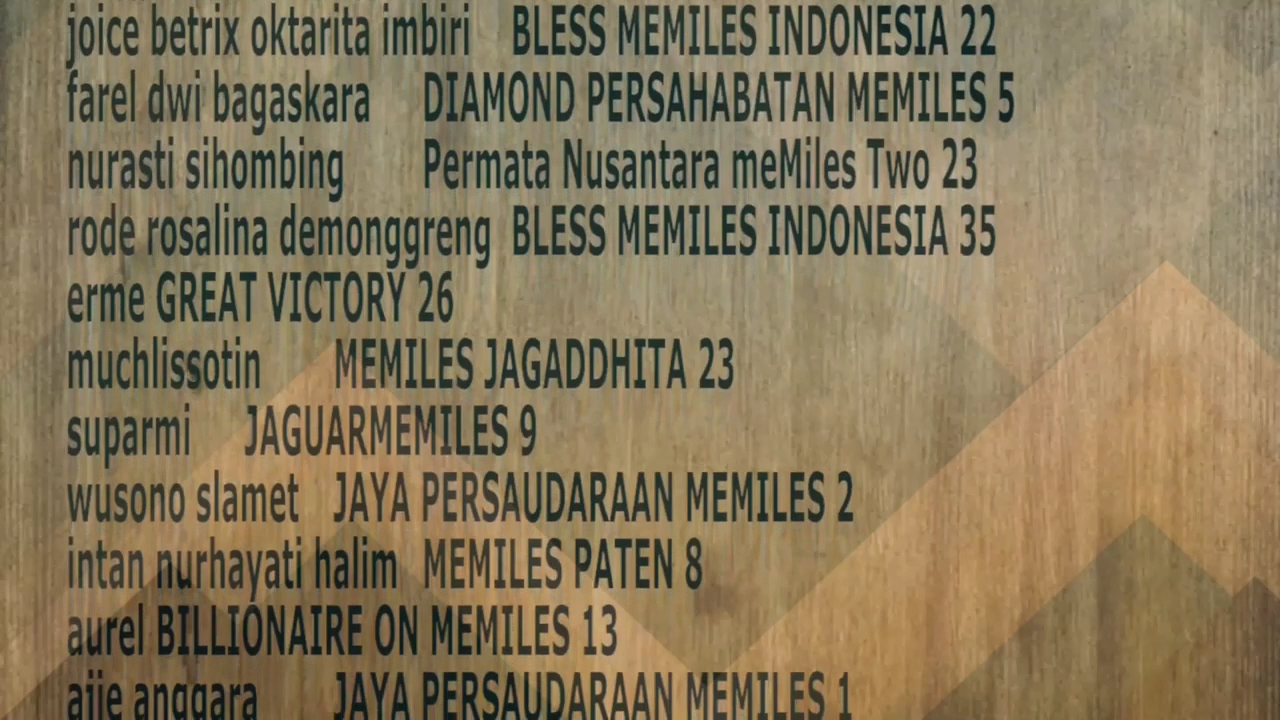 joice betrix oktarita imbiri BLESS MEMILES INDONESIA 22
farel dwi bagaskara DIAMOND PERSAHABATAN MEMILES 5
nurasti sihombing Permata Nusantara meMiles Two 23
rode rosalina demonggreng BLESS MEMILES INDONESIA 35
erme GREAT VICTORY 26
muchlissotin MEMILES JAGADDHITA 23
suparmi JAGUARMEMILES 9
wusono slamet JAYA PERSAUDARAAN MEMILES 2
intan nurhayati halim MEMILES PATEN 8
aurel BILLIONAIRE ON MEMILES 13
ajie anggara JAYA PERSAUDARAAN MEMILES 1